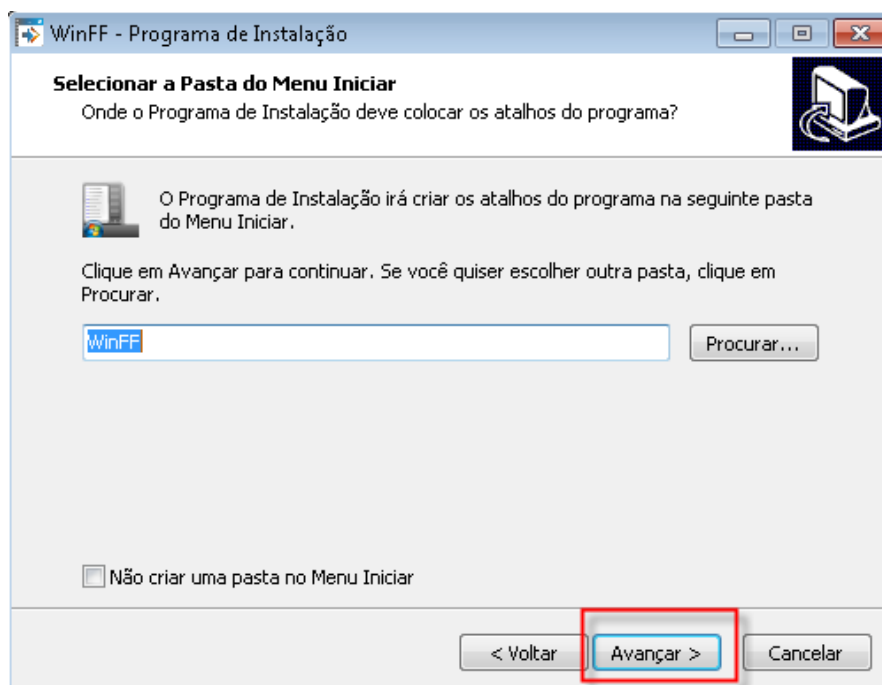 WinFF - Programa de Instalação
Selecionar a Pasta do Menu Iniciar
Onde o Programa de Instalação deve colocar os atalhos do programa?
O Programa de Instalação irá criar os atalhos do programa na seguinte pasta
do Menu Iniciar.
Clique em Avançar para continuar. Se você quiser escolher outra pasta, clique em
Procurar.
WinFF
Procurar...
Não criar uma pasta no Menu Iniciar
< Voltar
Avançar >
Cancelar